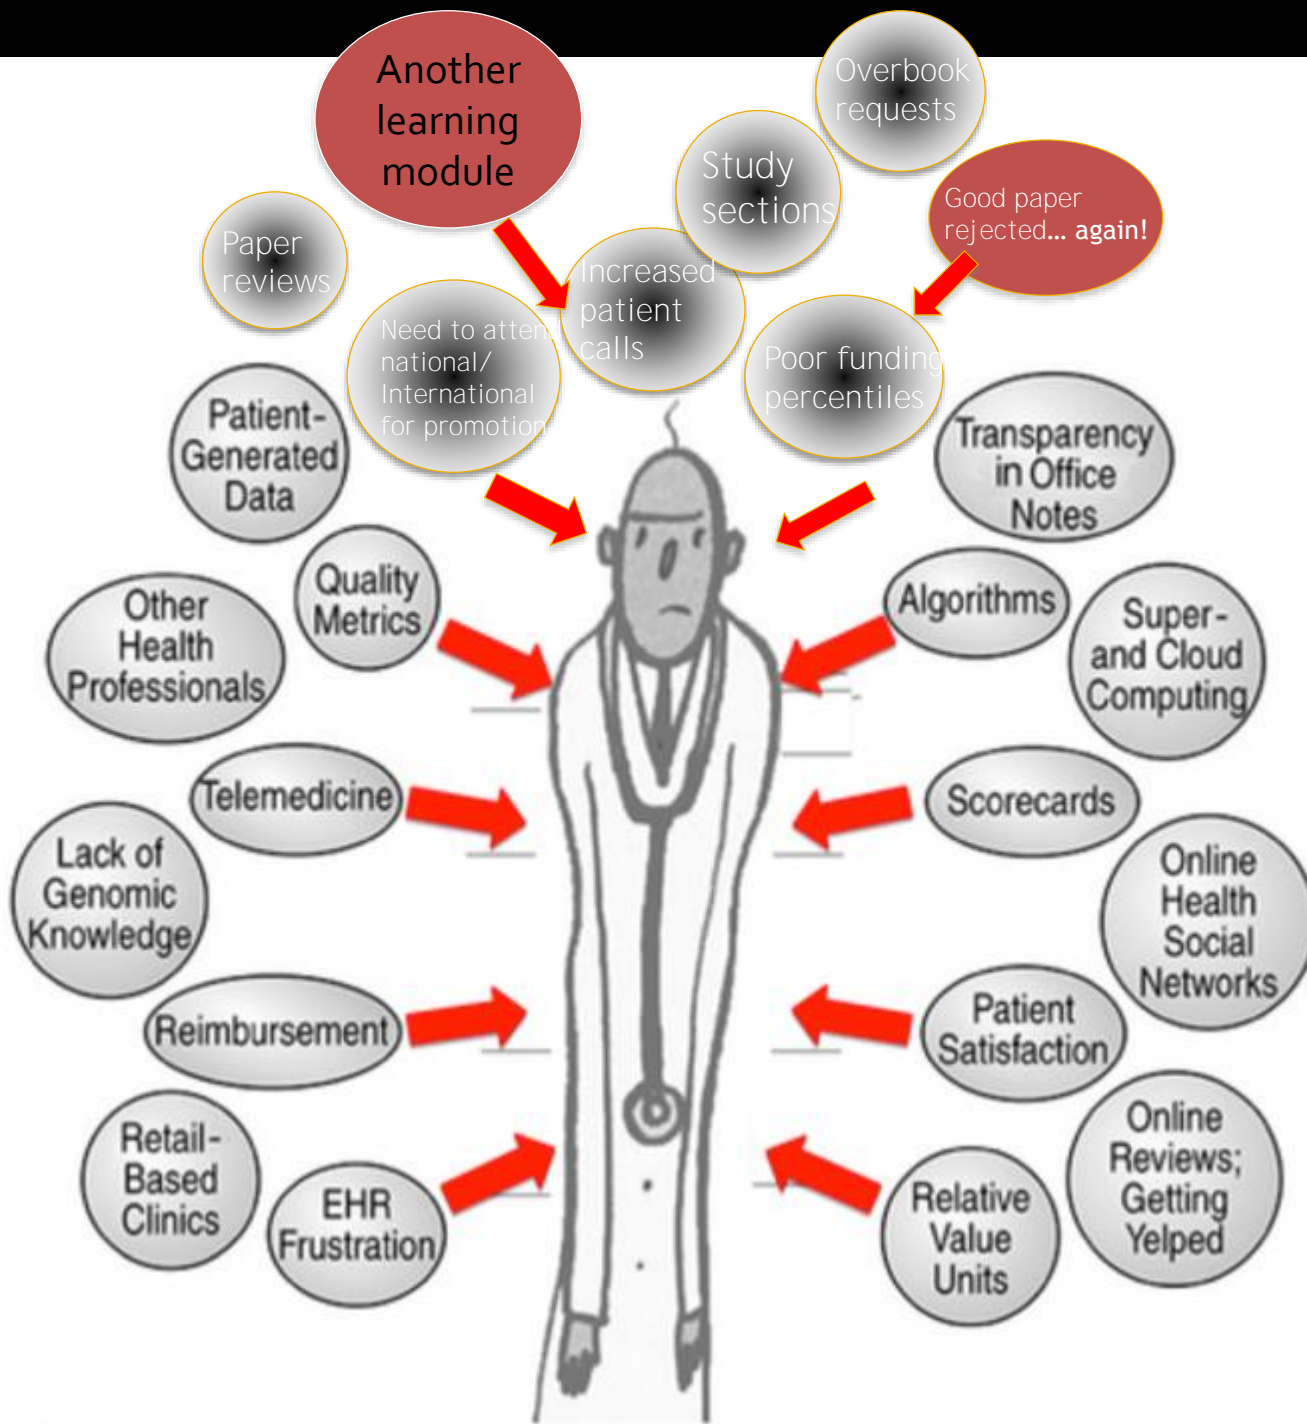 Another
learning
module
Overbook
requests
Study
sections
Good paper
rejected... again!
Paper
reviews
Increased
patient
calls
Need to atten
national/
International
for promotion
Poor funding
percentiles
Patient-
Generated
Data
Transparency
in Office
Notes
Quality
Metrics
Algorithms
Other
Health
Professionals
Super-
and Cloud
Computing
Telemedicine
Scorecards
Lack of
Genomic
Knowledge
Online
Health
Social
Networks
Reimbursement
Patient
Satisfaction
Retail-
Based
Clinics
EHR
Frustration
Relative
Value
Units
Online
Reviews;
Getting
Yelped